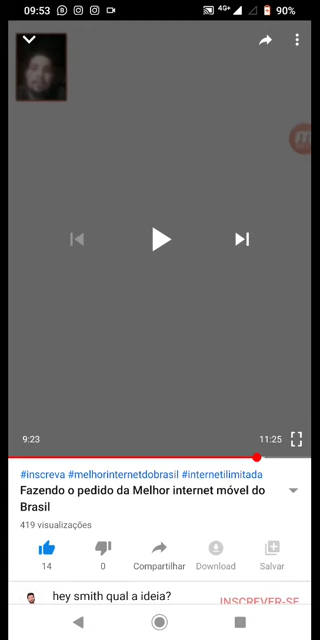 09:53
4G+
90%
9:23
11:25
#inscreva #melhorinternetdobrasil #internetilimitada
Fazendo o pedido da Melhor internet móvel do
Brasil
419 visualizações
14
0
Compartilhar
Download
Salvar
hey smith qual a ideia?
INSCREVER-SE